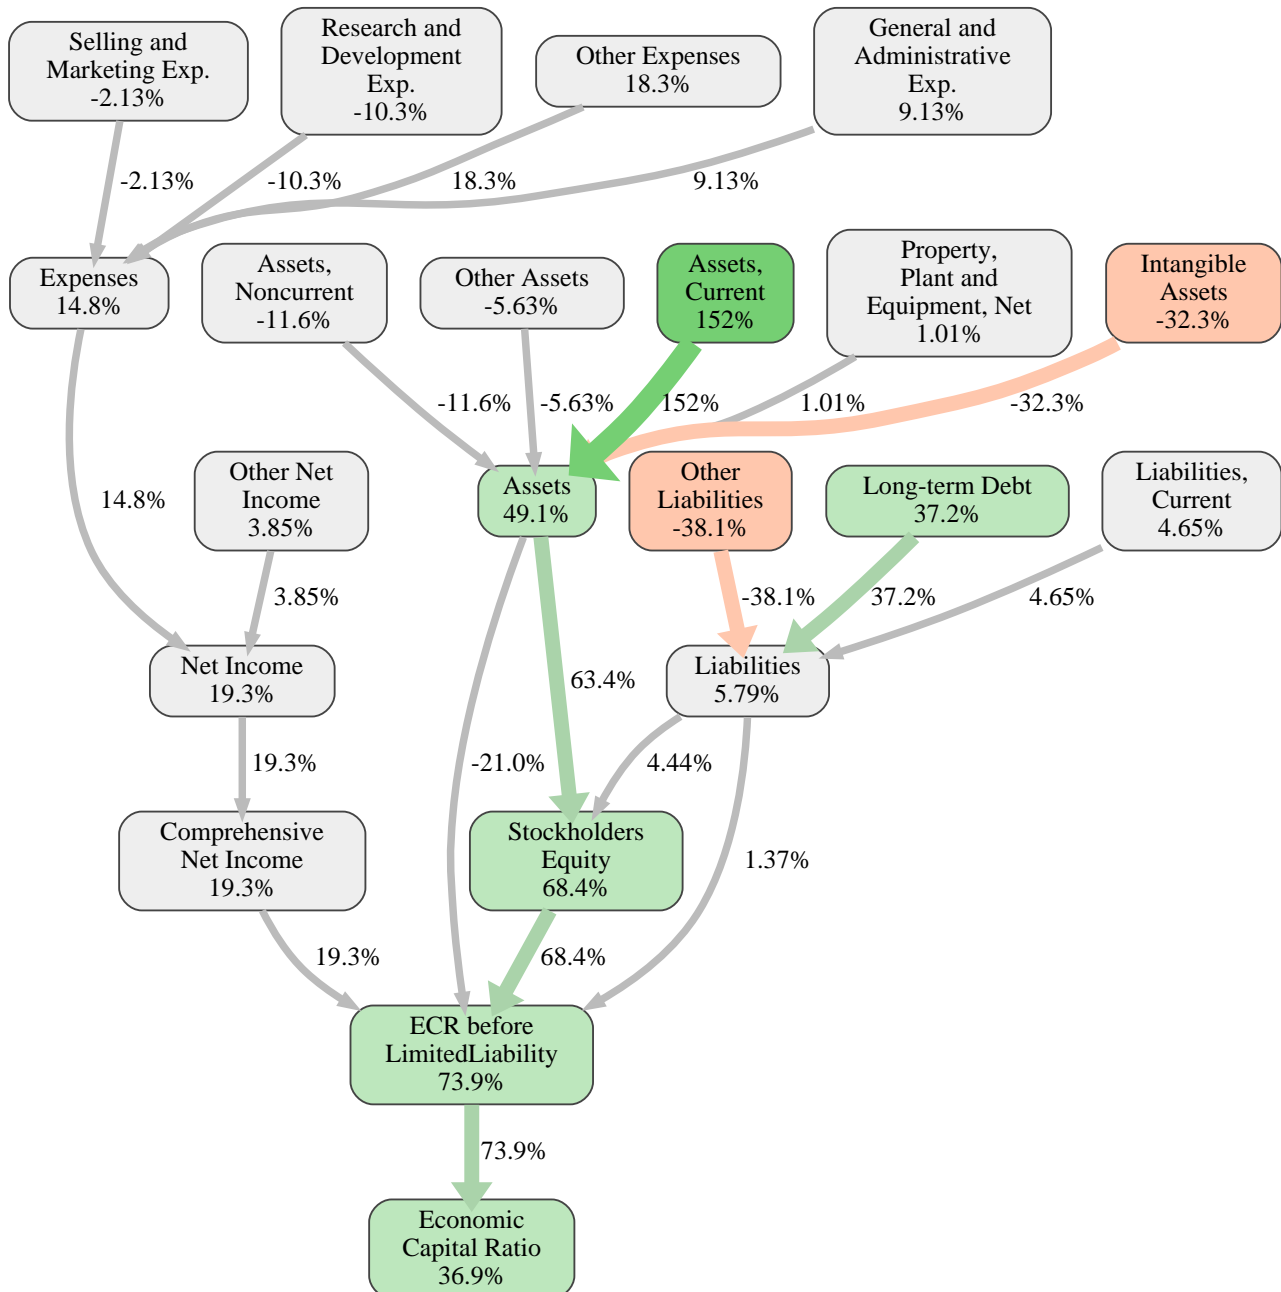 Selling and
Marketing Exp.
-2.13%
Research and
Development
Exp.
-10.3%
Other Expenses
18.3%
General and
Administrative
Exp.
9.13%
-2.13%
-10.3%
18.3%
9.13%
Expenses
14.8%
Assets,
Noncurrent
-11.6%
Other Assets
-5.63%
Assets,
Current
152%
Property,
Plant and
Equipment, Net
1.01%
Intangible
Assets
-32.3%
-11.6%
-5.63%
152%
1.01%
-32.3%
14.8%
Other Net
Income
3.85%
Assets
49.1%
Other
Liabilities
-38.1%
Long-term Debt
37.2%
Liabilities,
Current
4.65%
3.85%
-38.1%
37.2%
4.65%
Net Income
19.3%
63.4%
Liabilities
5.79%
19.3%
-21.0%
4.44%
Comprehensive
Net Income
19.3%
Stockholders
Equity
68.4%
1.37%
19.3%
68.4%
ECR before
LimitedLiability
73.9%
73.9%
Economic
Capital Ratio
36.9%